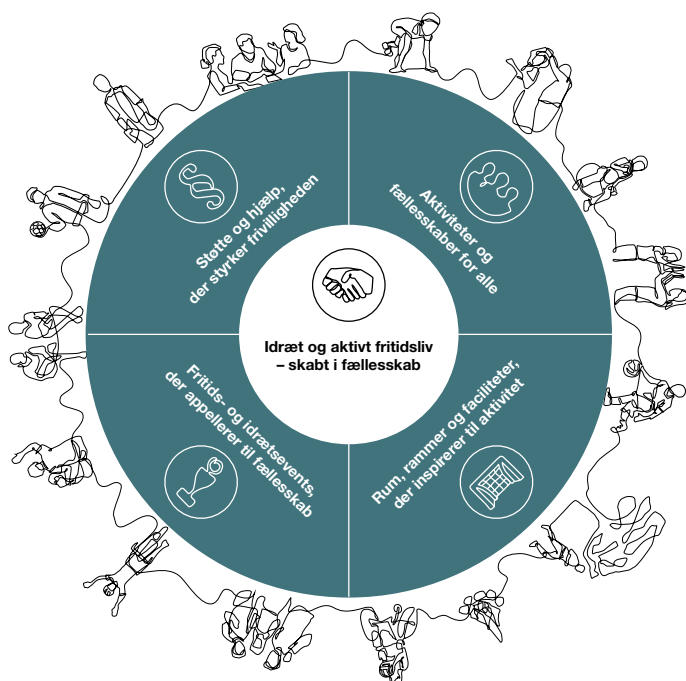 Støtte og hjælp,
der styrker frivilligheden
Aktiviteter og
fællesskaber for alle
Idræt og aktivt fritidsliv
– skabt i fællesskab
Fritids- og idrætsevents,
der appellerer til fællesskab
Rum, rammer og faciliteter,
der inspirerer til aktivitet